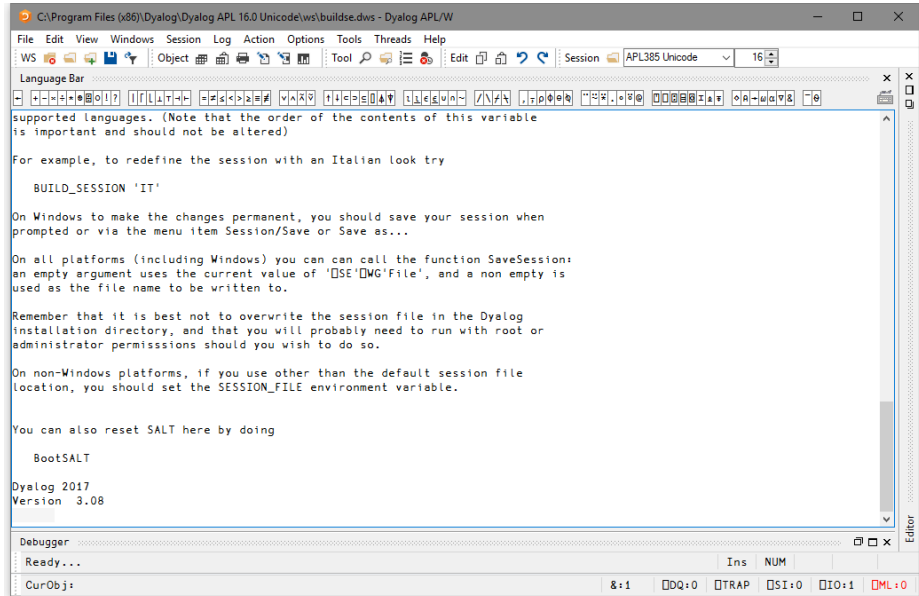 C:\Program Files (x86)\Dyalog\Dyalog APL 16.0 Unicode\ws\buildse.dws - Dyalog APL/W
File Edit View Windows Session Log Action Options Tools Threads Help
WS Object Tool Edit Session APL385 Unicode 16
Language Bar
← + - × ÷ * ⍟ ⌹ ○ ! ? | ⌈ ⌊ ⊥ ⊤ ⊣ ⊢ = ≠ ≤ < > ≥ ≡ ≢ ∨ ∧ ⍲ ⍱ ↑ ↓ ⊂ ⊃ ⊆ ⌷ ⍋ ⍒ ⍳ ⍸ ∊ ⍷ ∪ ∩ ~ / \ ⌿ ⍀ , ⍪ ⍴ ⌽ ⊖ ⍉ ¨ ⍨ ⍣ . ∘ ⍤ @ ⍞ ⎕ ⍠ ⌸ ⌺ ⌶ ⍎ ⍕ ⋄ ⍝ → ⍵ ⍺ ∇ & ¯ ⍬
supported languages. (Note that the order of the contents of this variable
is important and should not be altered)
For example, to redefine the session with an Italian look try
BUILD_SESSION 'IT'
On Windows to make the changes permanent, you should save your session when
prompted or via the menu item Session/Save or Save as...
On all platforms (including Windows) you can can call the function SaveSession:
an empty argument uses the current value of '⎕SE'⎕WG'File', and a non empty is
used as the file name to be written to.
Remember that it is best not to overwrite the session file in the Dyalog
installation directory, and that you will probably need to run with root or
administrator permisssions should you wish to do so.
On non-Windows platforms, if you use other than the default session file
location, you should set the SESSION_FILE environment variable.
You can also reset SALT here by doing
BootSALT
Dyalog 2017
Version 3.08
Editor
Debugger
Ready... Ins NUM
CurObj: &:1 ⎕DQ:0 ⎕TRAP ⎕SI:0 ⎕IO:1 ⎕ML:0